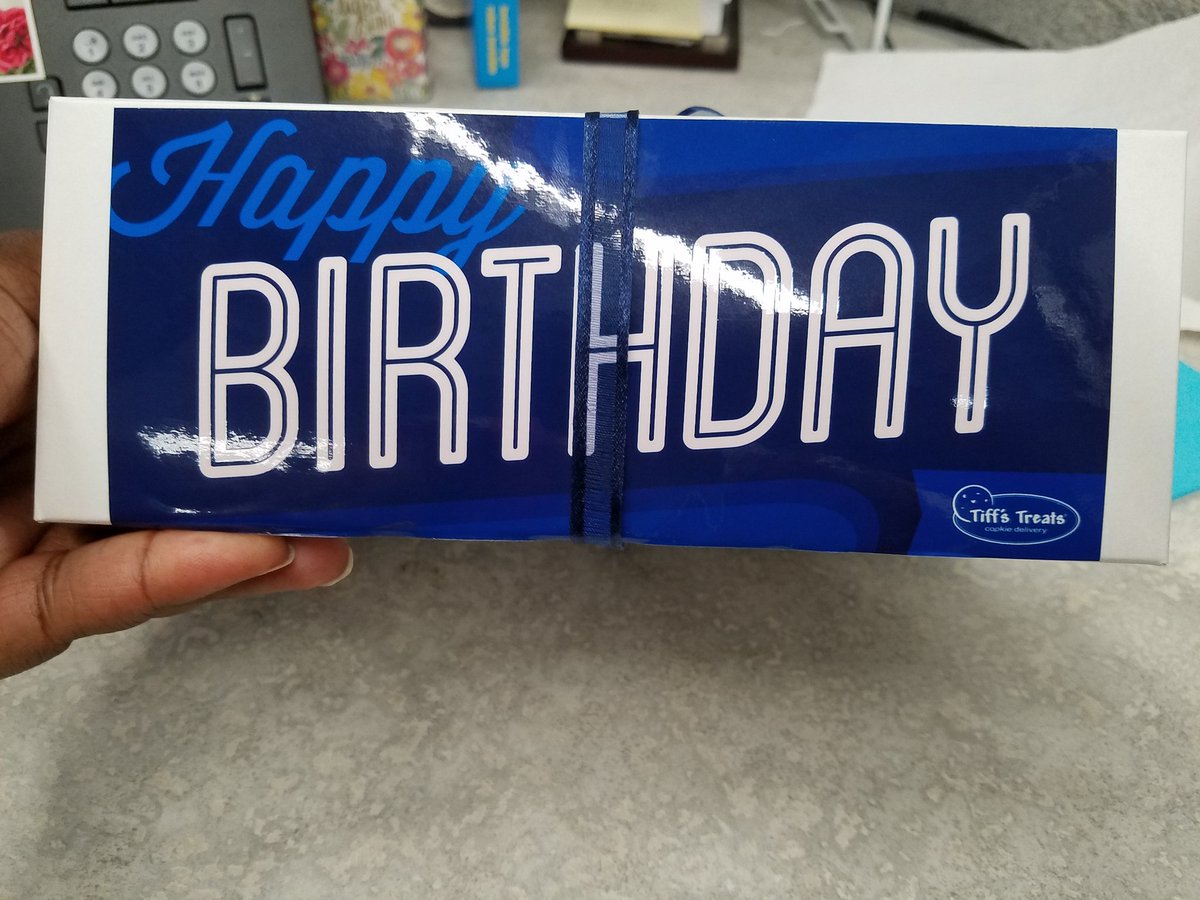 Happy
BIRTHDAY
Tiff's Treats
cookie delivery